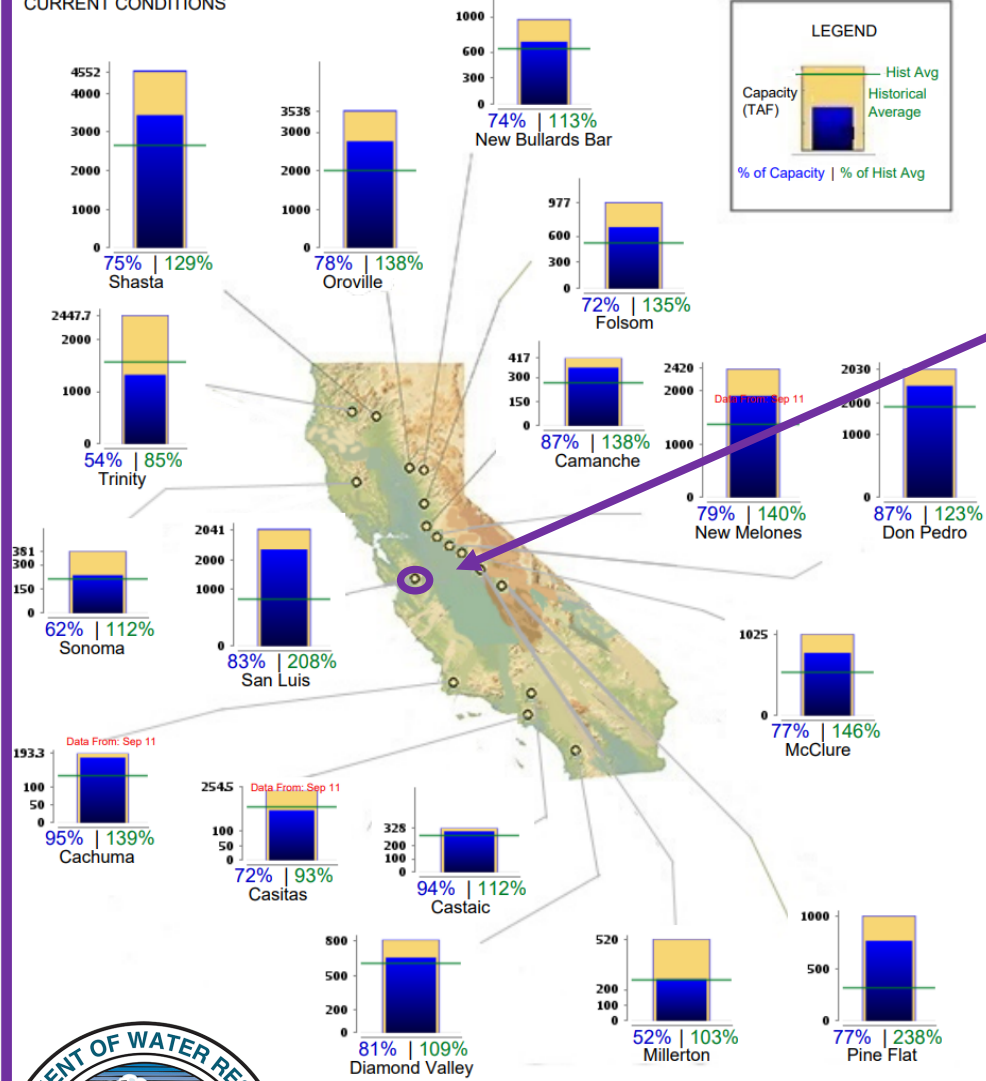 CURRENT CONDITIONS
LEGEND
Capacity
(TAF)
Hist Avg
Historical
Average
% of Capacity | % of Hist Avg
1000
600
300
0
74% | 113%
New Bullards Bar
4552
4000
3000
2000
1000
0
75% | 129%
Shasta
3538
3000
2000
1000
0
78% | 138%
Oroville
977
600
300
0
72% | 135%
Folsom
2447.7
2000
1000
0
54% | 85%
Trinity
417
300
150
0
87% | 138%
Camanche
2420
2000
1000
0
Data From: Sep 11
79% | 140%
New Melones
2030
2000
1000
0
87% | 123%
Don Pedro
381
300
150
0
62% | 112%
Sonoma
2041
2000
1000
0
83% | 208%
San Luis
1025
0
77% | 146%
McClure
Data From: Sep 11
193.3
100
50
0
95% | 139%
Cachuma
254.5
Data From: Sep 11
100
50
0
72% | 93%
Casitas
325
200
100
0
94% | 112%
Castaic
800
500
200
0
81% | 109%
Diamond Valley
520
200
100
0
52% | 103%
Millerton
1000
500
0
77% | 238%
Pine Flat
OF WATER